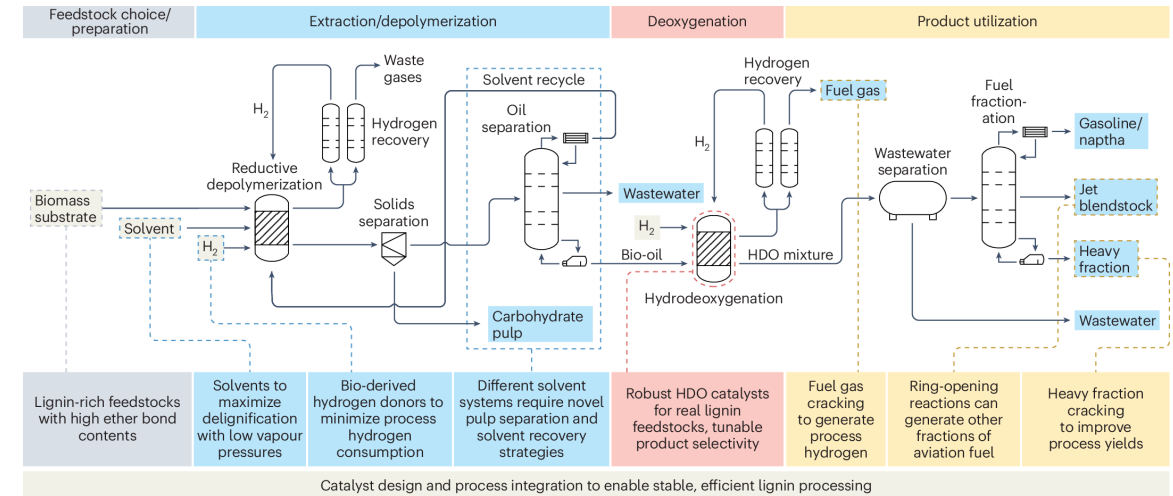 Feedstock choice/
preparation
Extraction/depolymerization
Deoxygenation
Product utilization
Waste
gases
H2
Hydrogen
recovery
Reductive
depolymerization
Biomass
substrate
Solvent
H2
Solids
separation
Solvent recycle
Oil
separation
Wastewater
Bio-oil
Carbohydrate
pulp
Hydrogen
recovery
Fuel gas
H2
H2
HDO mixture
Hydrodeoxygenation
Wastewater
separation
Fuel
fraction-
ation
Gasoline/
naptha
Jet
blendstock
Heavy
fraction
Wastewater
Lignin-rich feedstocks
with high ether bond
contents
Solvents to
maximize
delignification
with low vapour
pressures
Bio-derived
hydrogen donors to
minimize process
hydrogen
consumption
Different solvent
systems require novel
pulp separation and
solvent recovery
strategies
Robust HDO catalysts
for real lignin
feedstocks, tunable
product selectivity
Fuel gas
cracking
to generate
process
hydrogen
Ring-opening
reactions can
generate other
fractions of
aviation fuel
Heavy fraction
cracking
to improve
process yields
Catalyst design and process integration to enable stable, efficient lignin processing